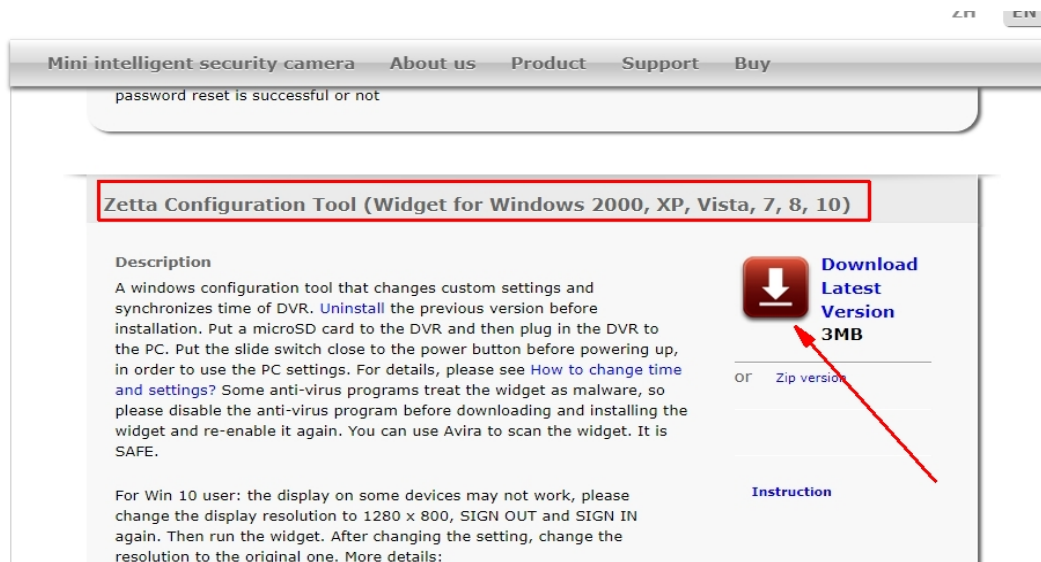 ZH EN
Mini intelligent security camera About us Product Support Buy
password reset is successful or not
Zetta Configuration Tool (Widget for Windows 2000, XP, Vista, 7, 8, 10)
Description
A windows configuration tool that changes custom settings and
synchronizes time of DVR. Uninstall the previous version before
installation. Put a microSD card to the DVR and then plug in the DVR to
the PC. Put the slide switch close to the power button before powering up,
in order to use the PC settings. For details, please see How to change time
and settings? Some anti-virus programs treat the widget as malware, so
please disable the anti-virus program before downloading and installing the
widget and re-enable it again. You can use Avira to scan the widget. It is
SAFE.
For Win 10 user: the display on some devices may not work, please
change the display resolution to 1280 x 800, SIGN OUT and SIGN IN
again. Then run the widget. After changing the setting, change the
resolution to the original one. More details:
Download
Latest
Version
3MB
or Zip version
Instruction